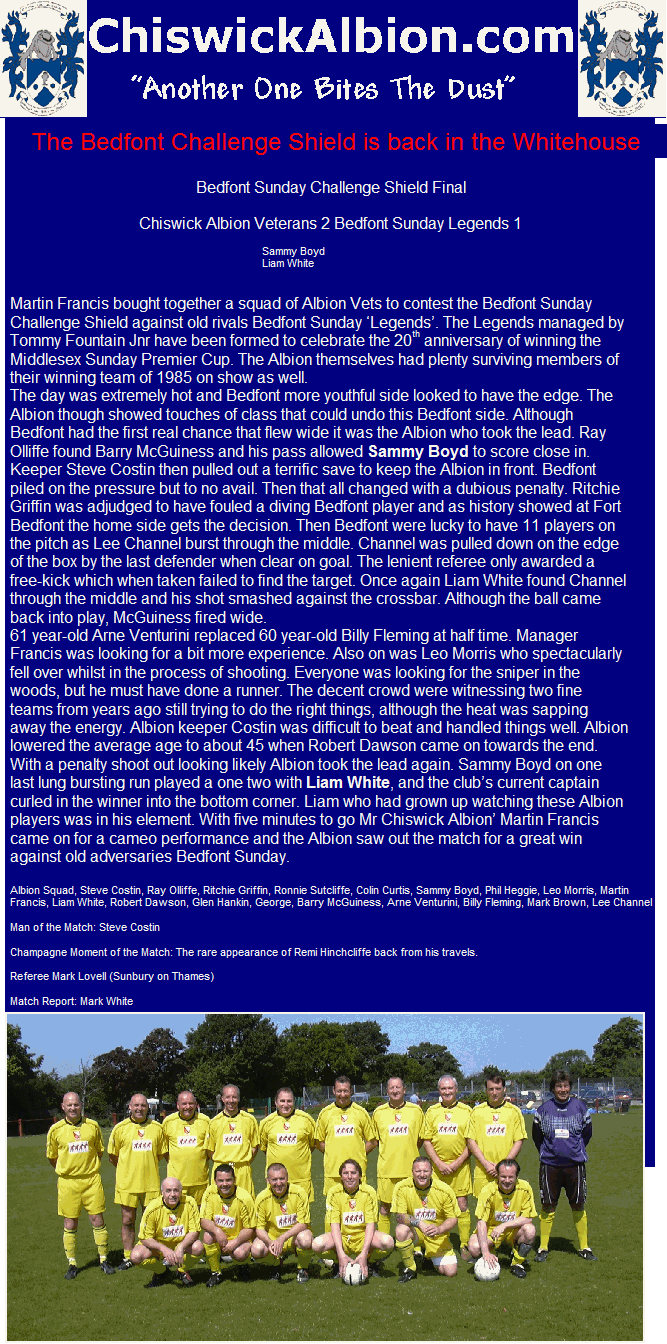 ChiswickAlbion.com
“Another One Bites The Dust”
The Bedfont Challenge Shield is back in the Whitehouse
Bedfont Sunday Challenge Shield Final
Chiswick Albion Veterans 2 Bedfont Sunday Legends 1
Sammy Boyd
Liam White
Martin Francis bought together a squad of Albion Vets to contest the Bedfont Sunday
Challenge Shield against old rivals Bedfont Sunday ‘Legends’. The Legends managed by
Tommy Fountain Jnr have been formed to celebrate the 20th anniversary of winning the
Middlesex Sunday Premier Cup. The Albion themselves had plenty surviving members of
their winning team of 1985 on show as well.
The day was extremely hot and Bedfont more youthful side looked to have the edge. The
Albion though showed touches of class that could undo this Bedfont side. Although
Bedfont had the first real chance that flew wide it was the Albion who took the lead. Ray
Olliffe found Barry McGuiness and his pass allowed Sammy Boyd to score close in.
Keeper Steve Costin then pulled out a terrific save to keep the Albion in front. Bedfont
piled on the pressure but to no avail. Then that all changed with a dubious penalty. Ritchie
Griffin was adjudged to have fouled a diving Bedfont player and as history showed at Fort
Bedfont the home side gets the decision. Then Bedfont were lucky to have 11 players on
the pitch as Lee Channel burst through the middle. Channel was pulled down on the edge
of the box by the last defender when clear on goal. The lenient referee only awarded a
free-kick which when taken failed to find the target. Once again Liam White found Channel
through the middle and his shot smashed against the crossbar. Although the ball came
back into play, McGuiness fired wide.
61 year-old Arne Venturini replaced 60 year-old Billy Fleming at half time. Manager
Francis was looking for a bit more experience. Also on was Leo Morris who spectacularly
fell over whilst in the process of shooting. Everyone was looking for the sniper in the
woods, but he must have done a runner. The decent crowd were witnessing two fine
teams from years ago still trying to do the right things, although the heat was sapping
away the energy. Albion keeper Costin was difficult to beat and handled things well. Albion
lowered the average age to about 45 when Robert Dawson came on towards the end.
With a penalty shoot out looking likely Albion took the lead again. Sammy Boyd on one
last lung bursting run played a one two with Liam White, and the club’s current captain
curled in the winner into the bottom corner. Liam who had grown up watching these Albion
players was in his element. With five minutes to go Mr Chiswick Albion’ Martin Francis
came on for a cameo performance and the Albion saw out the match for a great win
against old adversaries Bedfont Sunday.
Albion Squad, Steve Costin, Ray Olliffe, Ritchie Griffin, Ronnie Sutcliffe, Colin Curtis, Sammy Boyd, Phil Heggie, Leo Morris, Martin
Francis, Liam White, Robert Dawson, Glen Hankin, George, Barry McGuiness, Arne Venturini, Billy Fleming, Mark Brown, Lee Channel
Man of the Match: Steve Costin
Champagne Moment of the Match: The rare appearance of Remi Hinchcliffe back from his travels.
Referee Mark Lovell (Sunbury on Thames)
Match Report: Mark White